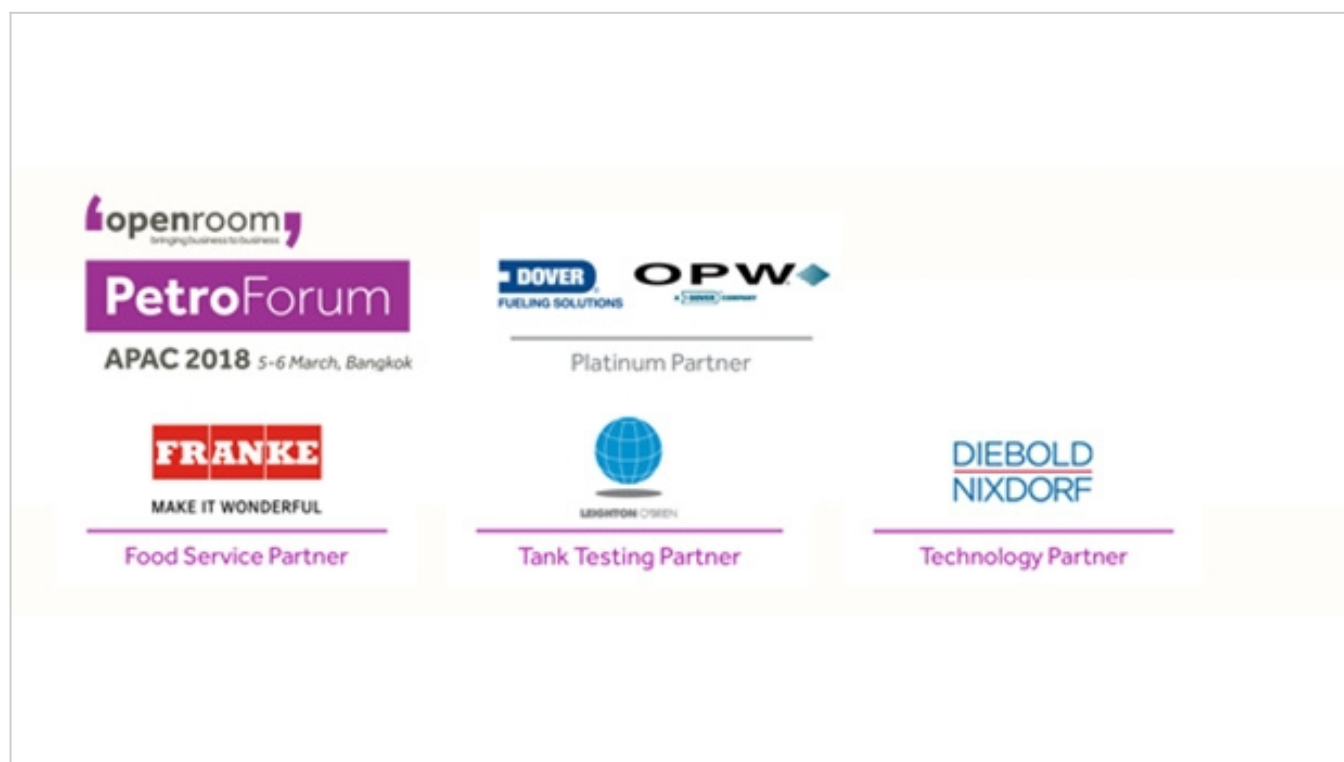 openroom
bringing business to business
PetroForum
APAC 2018 5-6 March, Bangkok
DOVER
FUELING SOLUTIONS
OPW
A DOVER COMPANY
Platinum Partner
FRANKE
MAKE IT WONDERFUL
Food Service Partner
LEIGHTON O'BRIEN
Tank Testing Partner
DIEBOLD
NIXDORF
Technology Partner